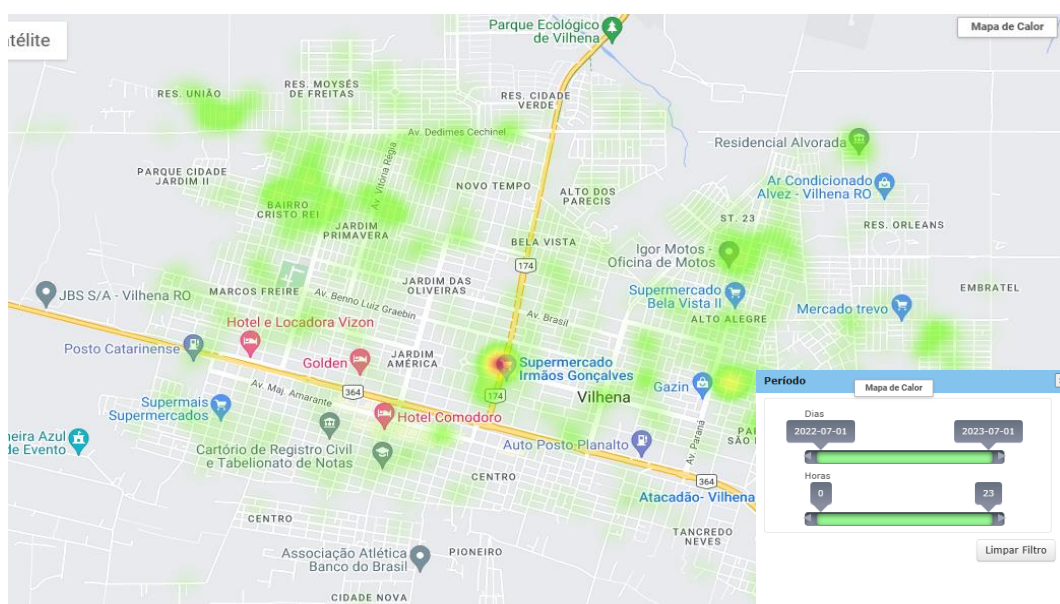 télite
Parque Ecológico
de Vilhena
Mapa de Calor
RES. UNIÃO
RES. MOYSÉS
DE FREITAS
RES. CIDADE
VERDE
Av. Dedimes Cechinel
Residencial Alvorada
PARQUE CIDADE
JARDIM II
Av. Vitória Régia
NOVO TEMPO
ALTO DOS
PARECIS
Ar Condicionado
Alvez - Vilhena RO
BAIRRO
CRISTO REI
JARDIM
PRIMAVERA
ST. 23
RES. ORLEANS
BELA VISTA
Igor Motos -
Oficina de Motos
174
JBS S/A - Vilhena RO
MARCOS FREIRE
JARDIM DAS
OLIVEIRAS
Av. Benno Luiz Graebin
Supermercado
Bela Vista II
EMBRATEL
Mercado trevo
Av. Brasil
ALTO ALEGRE
Hotel e Locadora Vizon
Posto Catarinense
Golden
JARDIM
AMÉRICA
Supermercado
Irmãos Gonçalves
Gazin
364
Av. Maj. Amarante
174
Vilhena
Supermais
Supermercados
Hotel Comodoro
neira Azul
de Evento
Cartório de Registro Civil
e Tabelionato de Notas
Auto Posto Planalto
Av. Paraná
PA
SÃO
CENTRO
364
Atacadão- Vilhena
CENTRO
TANCREDO
NEVES
Associação Atlética
Banco do Brasil
PIONEIRO
CIDADE NOVA
Período
Mapa de Calor
Dias
2022-07-01
2023-07-01
Horas
0
23
Limpar Filtro